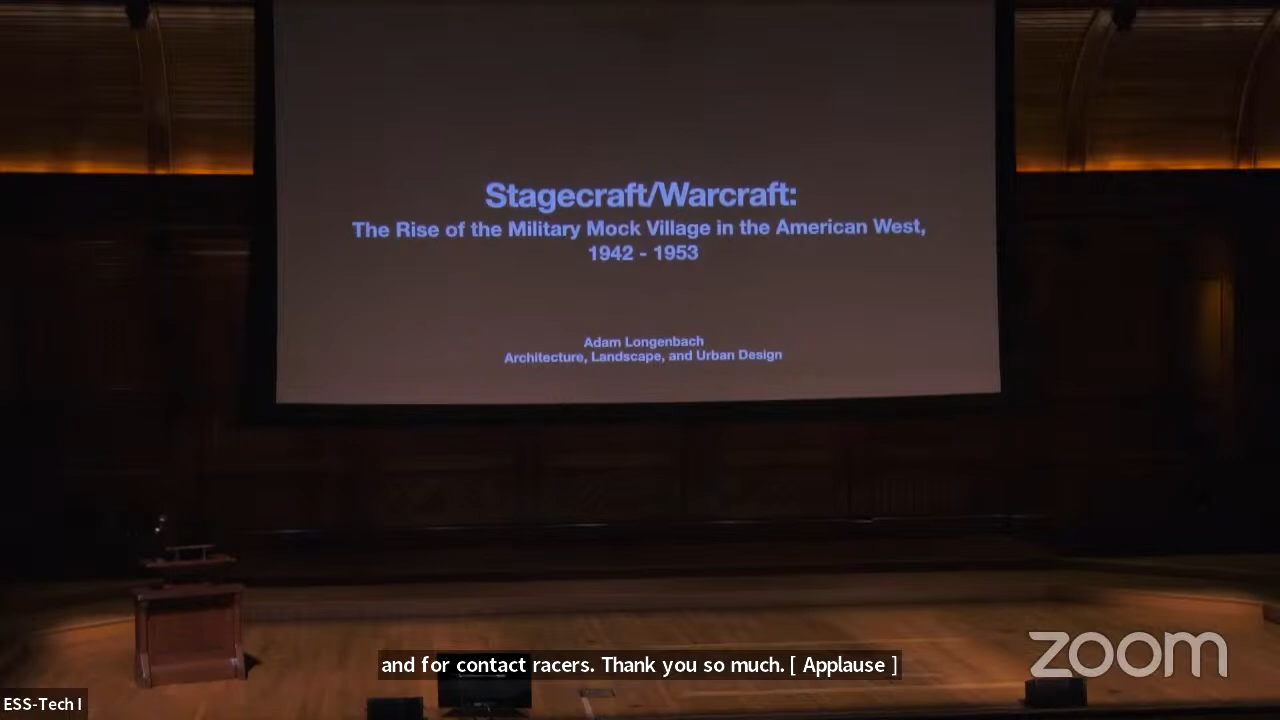 Stagecraft/Warcraft:
The Rise of the Military Mock Village in the American West,
1942 - 1953
Adam Longenbach
Architecture, Landscape, and Urban Design
and for contact racers. Thank you so much. [ Applause ]
zoom
ESS-Tech I